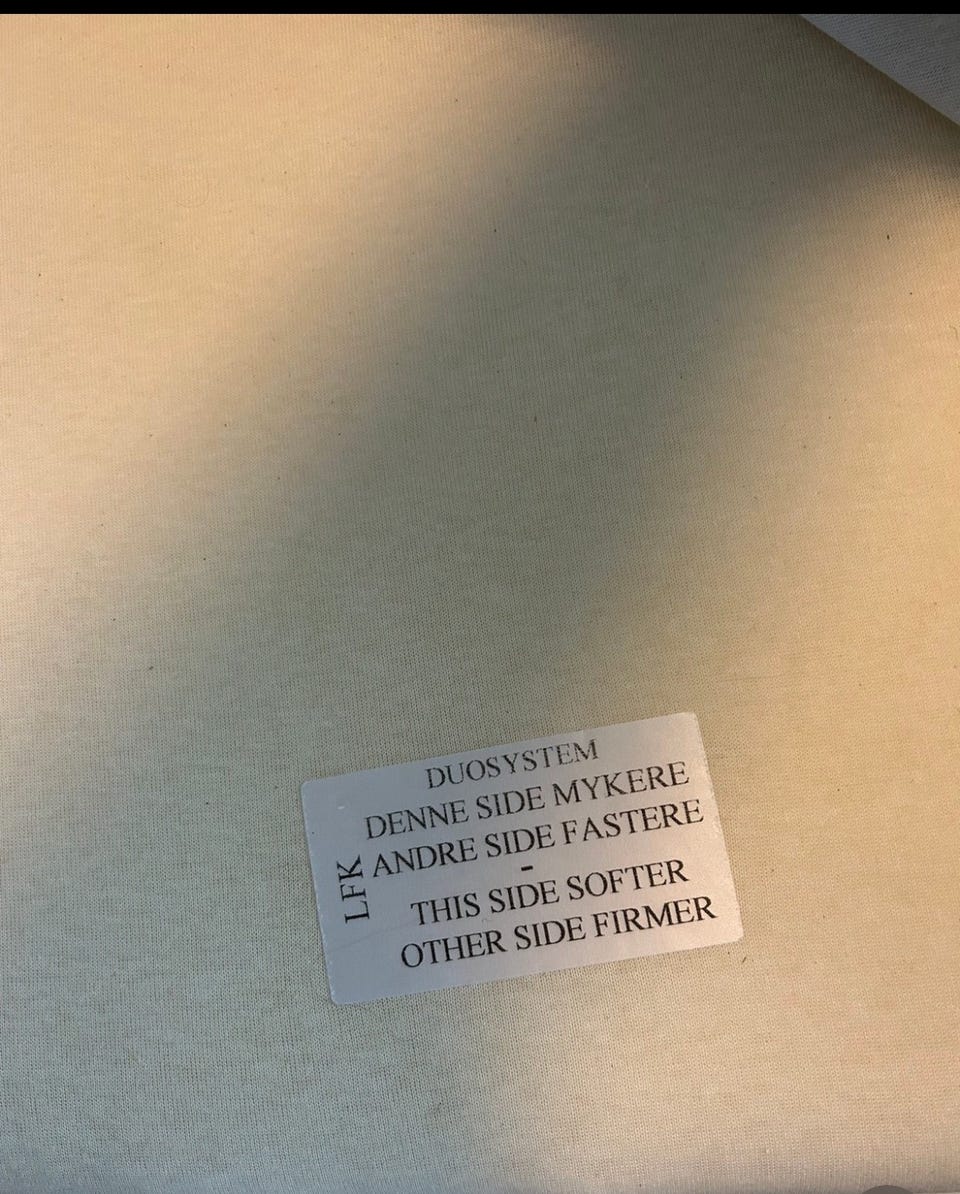 DUOSYSTEM
DENNE SIDE MYKERE
ANDRE SIDE FASTERE
-
THIS SIDE SOFTER
OTHER SIDE FIRMER
LFK